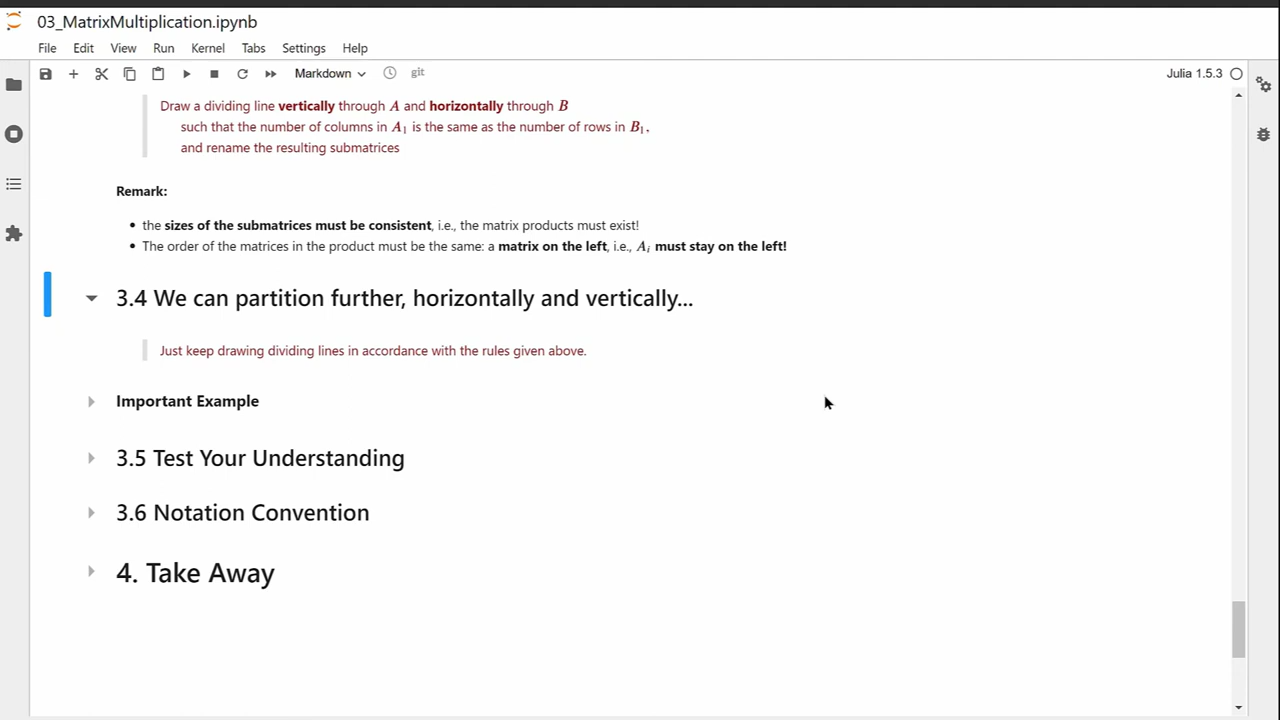 03_MatrixMultiplication.ipynb
File Edit View Run Kernel Tabs Settings Help
Markdown git Julia 1.5.3
Draw a dividing line vertically through A and horizontally through B
such that the number of columns in A₁ is the same as the number of rows in B₁,
and rename the resulting submatrices
Remark:
• the sizes of the submatrices must be consistent, i.e., the matrix products must exist!
• The order of the matrices in the product must be the same: a matrix on the left, i.e., Aᵢ must stay on the left!
3.4 We can partition further, horizontally and vertically...
Just keep drawing dividing lines in accordance with the rules given above.
Important Example
3.5 Test Your Understanding
3.6 Notation Convention
4. Take Away